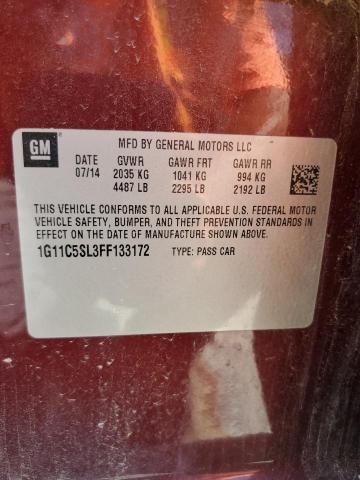 GM
MFD BY GENERAL MOTORS LLC
DATE GVWR GAWR FRT GAWR RR
07/14 2035 KG 1041 KG 994 KG
4487 LB 2295 LB 2192 LB
THIS VEHICLE CONFORMS TO ALL APPLICABLE U.S. FEDERAL MOTOR
VEHICLE SAFETY, BUMPER, AND THEFT PREVENTION STANDARDS IN
EFFECT ON THE DATE OF MANUFACTURE SHOWN ABOVE.
1G11C5SL3FF133172 TYPE: PASS CAR